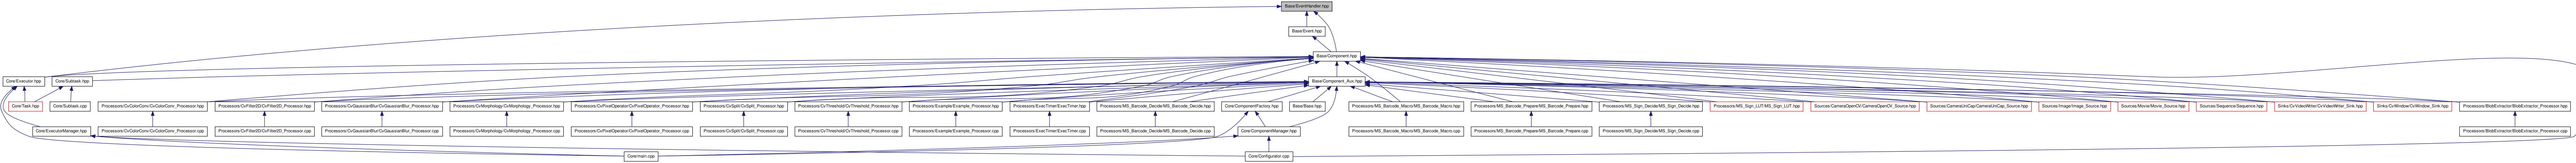 Base/EventHandler.hpp
Base/Event.hpp
Base/Component.hpp
Core/Executor.hpp
Core/Subtask.hpp
Base/Component_Aux.hpp
Core/Task.hpp
Core/Subtask.cpp
Processors/CvColorConv/CvColorConv_Processor.hpp
Processors/CvFilter2D/CvFilter2D_Processor.hpp
Processors/CvGaussianBlur/CvGaussianBlur_Processor.hpp
Processors/CvMorphology/CvMorphology_Processor.hpp
Processors/CvPixelOperator/CvPixelOperator_Processor.hpp
Processors/CvSplit/CvSplit_Processor.hpp
Processors/CvThreshold/CvThreshold_Processor.hpp
Processors/Example/Example_Processor.hpp
Processors/ExecTimer/ExecTimer.hpp
Processors/MS_Barcode_Decide/MS_Barcode_Decide.hpp
Core/ComponentFactory.hpp
Base/Base.hpp
Processors/MS_Barcode_Macro/MS_Barcode_Macro.hpp
Processors/MS_Barcode_Prepare/MS_Barcode_Prepare.hpp
Processors/MS_Sign_Decide/MS_Sign_Decide.hpp
Processors/MS_Sign_LUT/MS_Sign_LUT.hpp
Sources/CameraOpenCV/CameraOpenCV_Source.hpp
Sources/CameraUniCap/CameraUniCap_Source.hpp
Sources/Image/Image_Source.hpp
Sources/Movie/Movie_Source.hpp
Sources/Sequence/Sequence.hpp
Sinks/CvVideoWriter/CvVideoWriter_Sink.hpp
Sinks/CvWindow/CvWindow_Sink.hpp
Processors/BlobExtractor/BlobExtractor_Processor.hpp
Core/ExecutorManager.hpp
Processors/CvColorConv/CvColorConv_Processor.cpp
Processors/CvFilter2D/CvFilter2D_Processor.cpp
Processors/CvGaussianBlur/CvGaussianBlur_Processor.cpp
Processors/CvMorphology/CvMorphology_Processor.cpp
Processors/CvPixelOperator/CvPixelOperator_Processor.cpp
Processors/CvSplit/CvSplit_Processor.cpp
Processors/CvThreshold/CvThreshold_Processor.cpp
Processors/Example/Example_Processor.cpp
Processors/ExecTimer/ExecTimer.cpp
Processors/MS_Barcode_Decide/MS_Barcode_Decide.cpp
Core/ComponentManager.hpp
Processors/MS_Barcode_Macro/MS_Barcode_Macro.cpp
Processors/MS_Barcode_Prepare/MS_Barcode_Prepare.cpp
Processors/MS_Sign_Decide/MS_Sign_Decide.cpp
Processors/BlobExtractor/BlobExtractor_Processor.cpp
Core/main.cpp
Core/Configurator.cpp